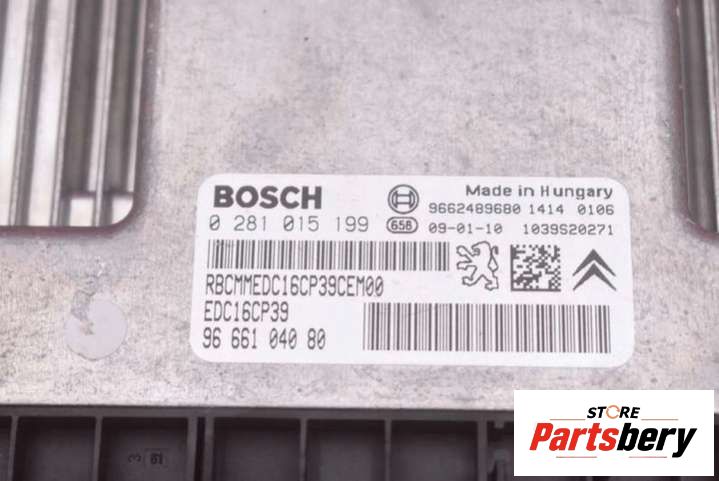 BOSCH
Made in Hungary
0 281 015 199
9662489680 1414 0106
658 09-01-10 1039S20271
RBCMMEDC16CP39CEM00
EDC16CP39
96 661 040 80
STORE
Partsbery